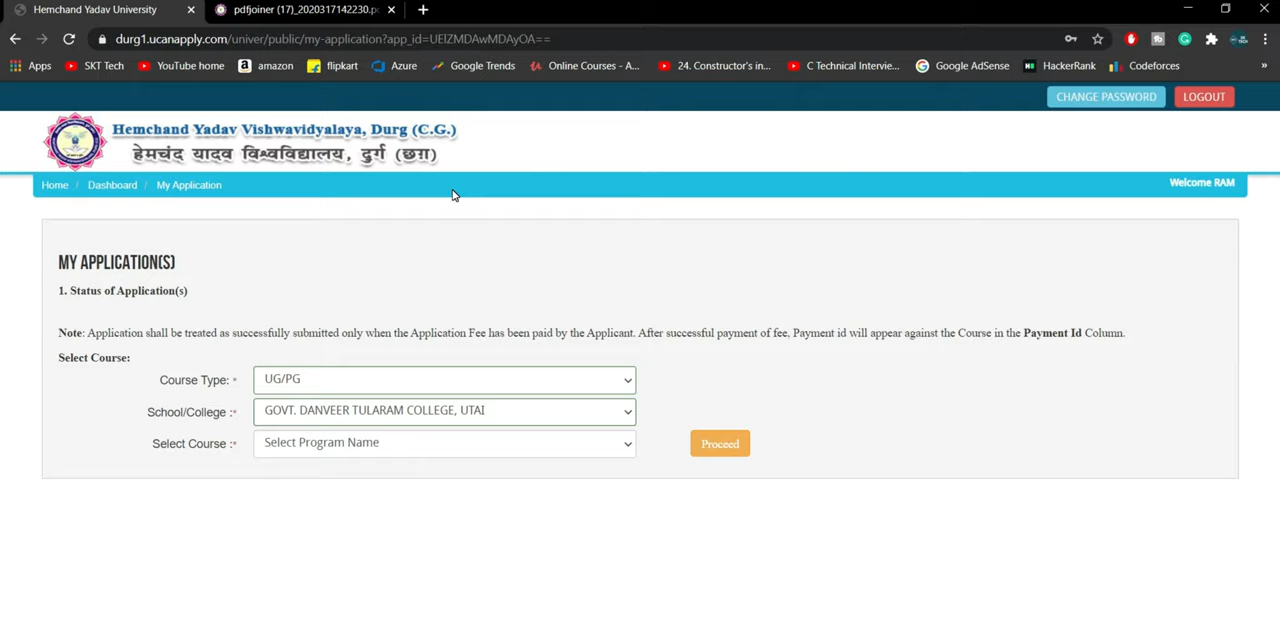 Hemchand Yadav University
pdfjoiner (17)_2020317142230.p
durg1.ucanapply.com/univer/public/my-application?app_id=UElZMDAwMDAyOA==
Apps SKT Tech YouTube home amazon flipkart Azure Google Trends Online Courses - A... 24. Constructor's in... C Technical Intervie... Google AdSense HackerRank Codeforces »
CHANGE PASSWORD LOGOUT
Hemchand Yadav Vishwavidyalaya, Durg (C.G.)
हेमचंद यादव विश्वविद्यालय, दुर्ग (छग़)
Home / Dashboard / My Application Welcome RAM
MY APPLICATION(S)
1. Status of Application(s)
Note: Application shall be treated as successfully submitted only when the Application Fee has been paid by the Applicant. After successful payment of fee, Payment id will appear against the Course in the Payment Id Column.
Select Course:
Course Type: * UG/PG
School/College :* GOVT. DANVEER TULARAM COLLEGE, UTAI
Select Course :* Select Program Name Proceed